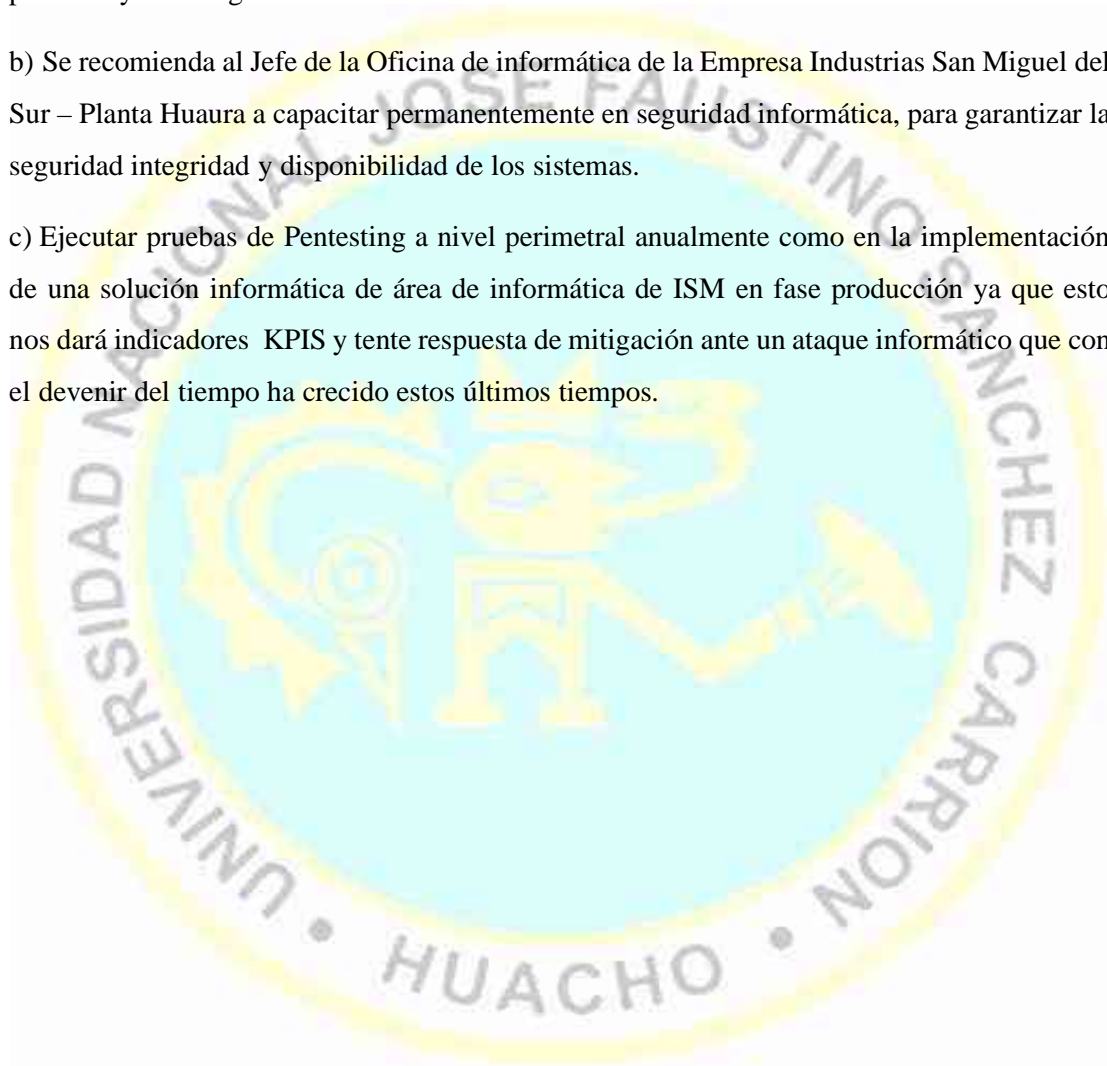 b) Se recomienda al Jefe de la Oficina de informática de la Empresa Industrias San Miguel del
Sur – Planta Huaura a capacitar permanentemente en seguridad informática, para garantizar la
seguridad integridad y disponibilidad de los sistemas.
c) Ejecutar pruebas de Pentesting a nivel perimetral anualmente como en la implementación
de una solución informática de área de informática de ISM en fase producción ya que esto
nos dará indicadores KPIS y tente respuesta de mitigación ante un ataque informático que con
el devenir del tiempo ha crecido estos últimos tiempos.
UNIVERSIDAD NACIONAL JOSE FAUSTINO SANCHEZ CARRION • HUACHO •